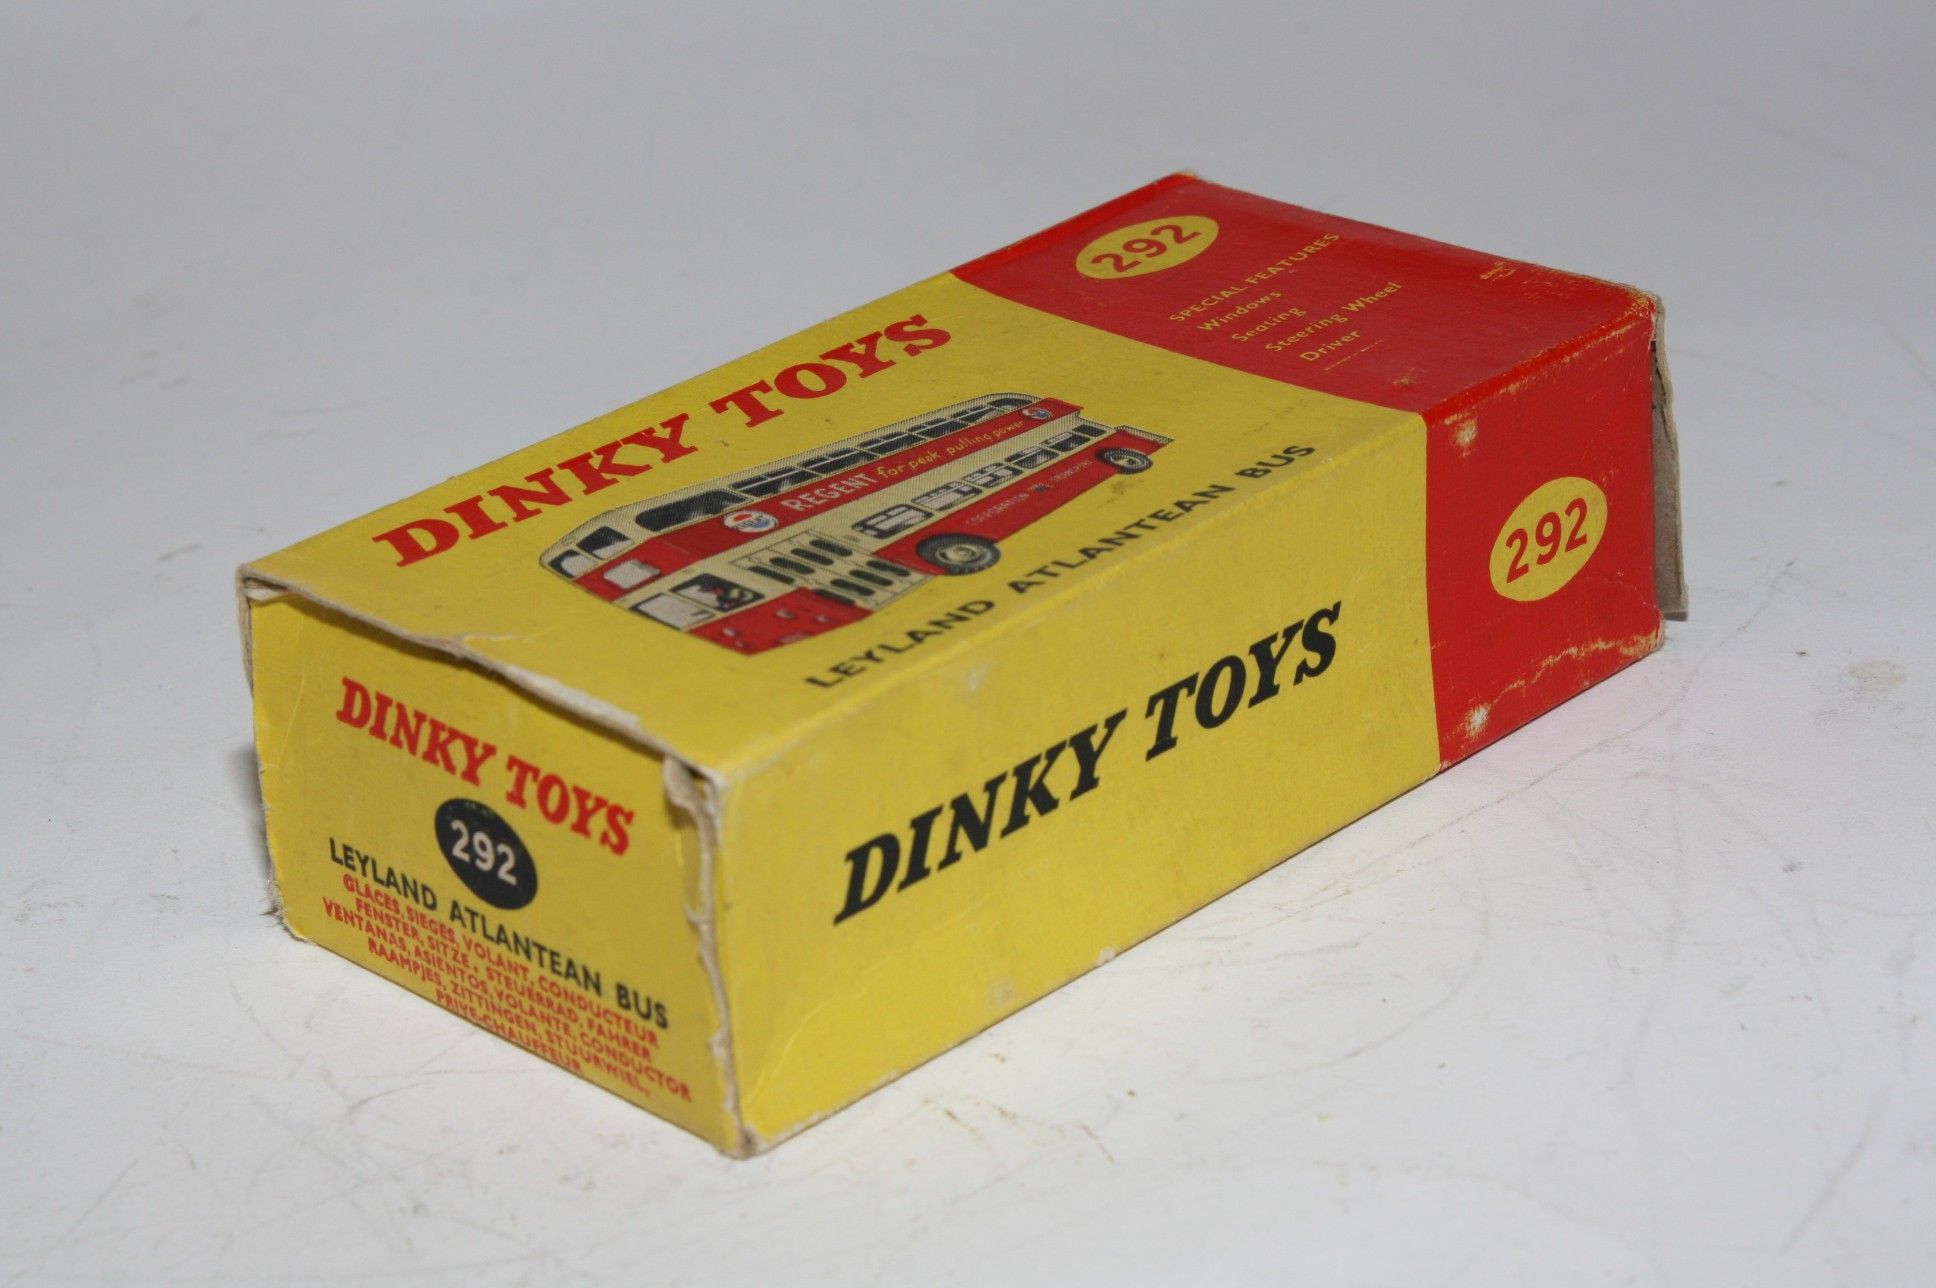 DINKY TOYS
REGENT for peak pulling power
CORPORATION TRANSPORT
LEYLAND ATLANTEAN BUS
292
SPECIAL FEATURES
Windows
Seating
Steering Wheel
Driver
DINKY TOYS
292
DINKY TOYS
292
LEYLAND ATLANTEAN BUS
GLACES, SIEGES, VOLANT, CONDUCTEUR
FENSTER, SITZE, STEUERRAD, FAHRER
VENTANAS, ASIENTOS, VOLANTE, CONDUCTOR
RAAMPJES, ZITTINGEN, STUURWIEL,
PRIVE-CHAUFFEUR